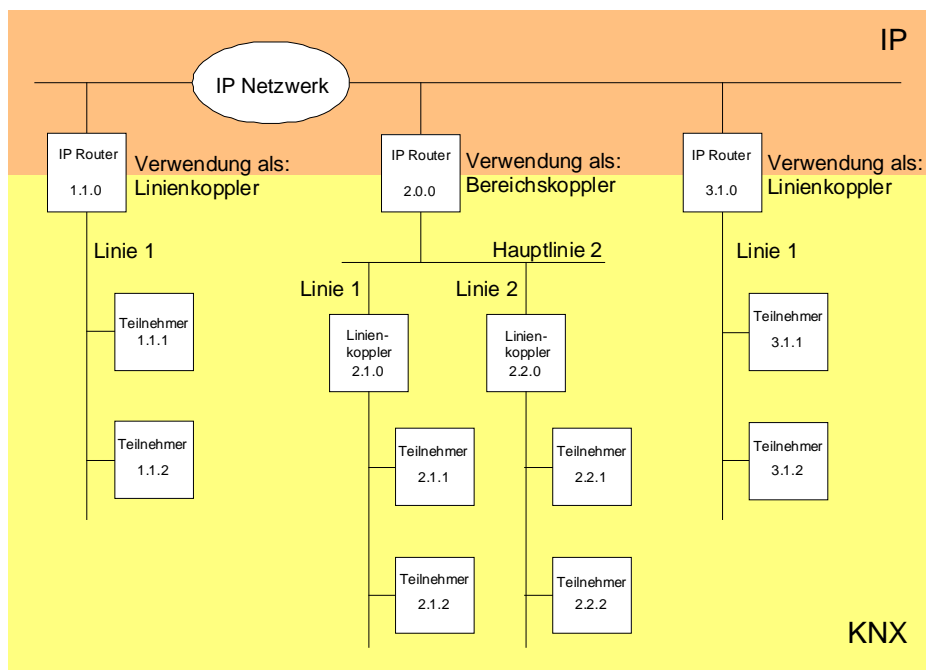 IP
IP Netzwerk
IP Router
1.1.0
Verwendung als:
Linienkoppler
IP Router
2.0.0
Verwendung als:
Bereichskoppler
IP Router
3.1.0
Verwendung als:
Linienkoppler
Linie 1
Hauptlinie 2
Linie 1
Linie 1
Linie 2
Teilnehmer
1.1.1
Linien-
koppler
2.1.0
Linien-
koppler
2.2.0
Teilnehmer
3.1.1
Teilnehmer
1.1.2
Teilnehmer
2.1.1
Teilnehmer
2.2.1
Teilnehmer
3.1.2
Teilnehmer
2.1.2
Teilnehmer
2.2.2
KNX